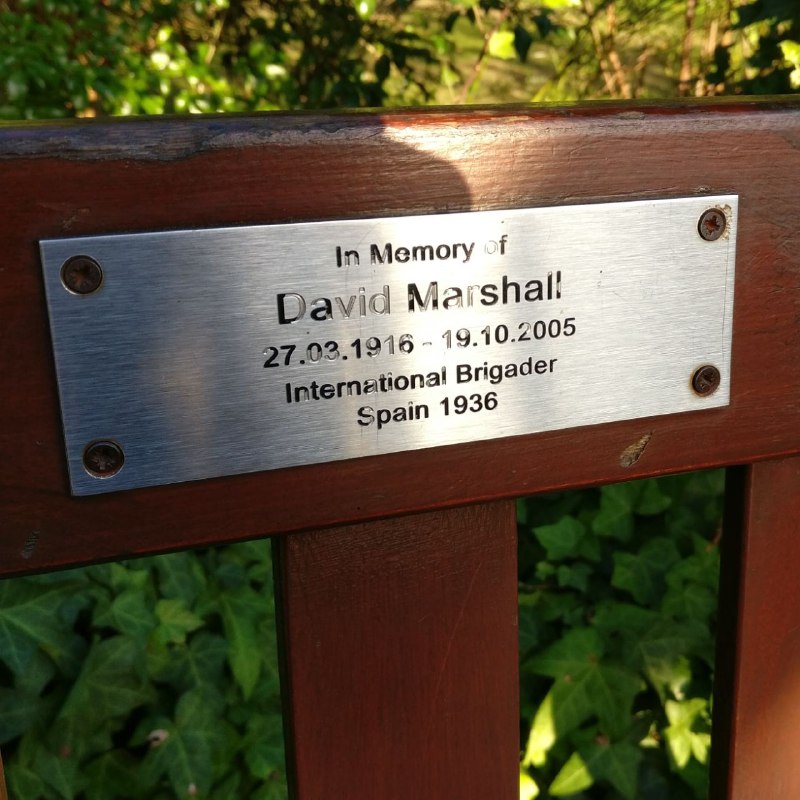 In Memory of
David Marshall
27.03.1916 - 19.10.2005
International Brigader
Spain 1936